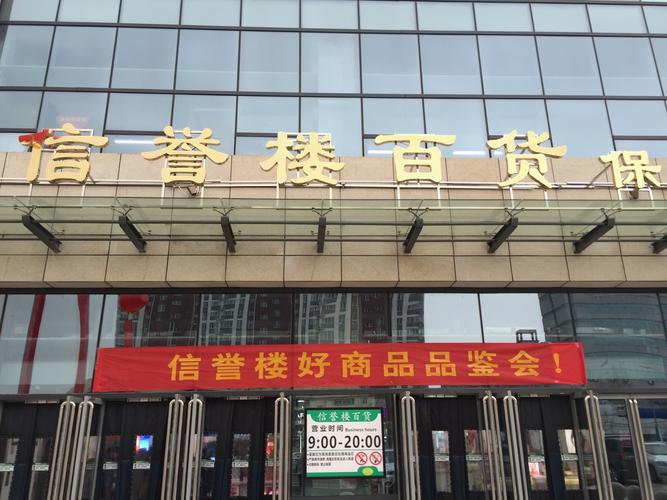 信誉楼百货保
信誉楼好商品品鉴会！
信誉楼百货
营业时间
Business hours
9:00-20:00